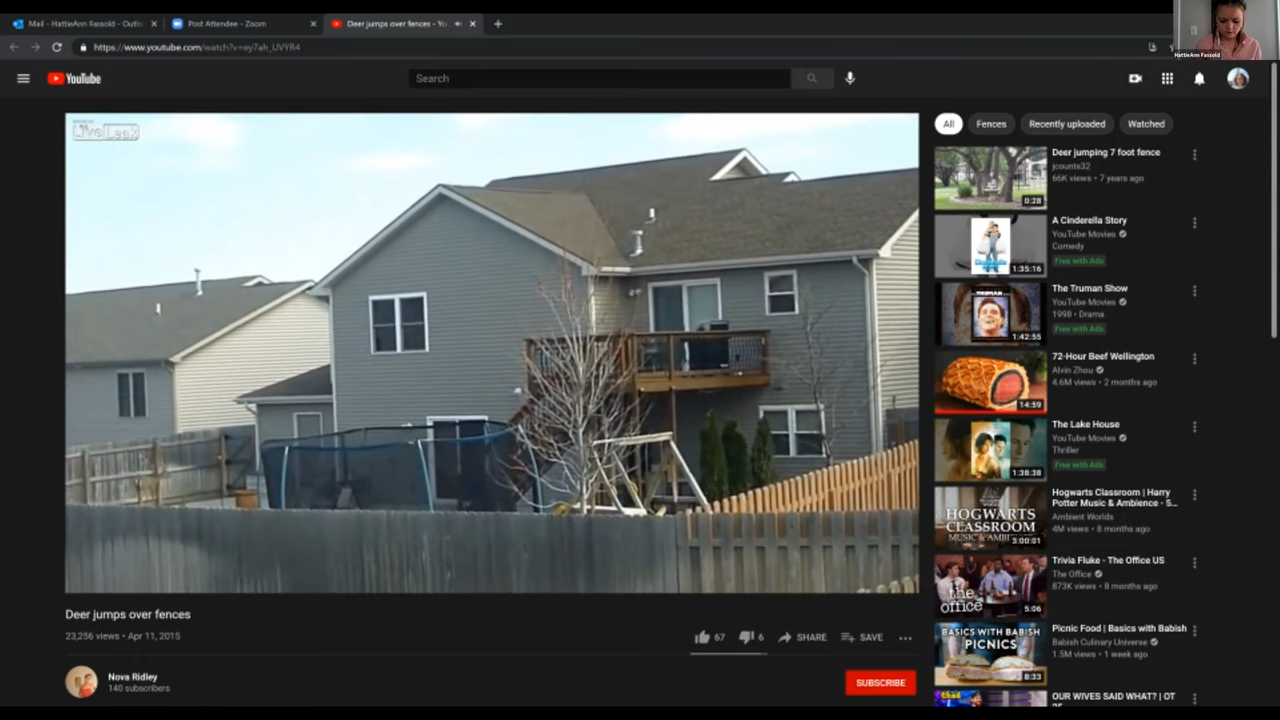 Mail - HattieAnn Fassold - Outlo
Post Attendee - Zoom
Deer jumps over fences - Yo
https://www.youtube.com/watch?v=ey7ah_UVYR4
HattieAnn Fassold
YouTube
Search
LiveLeak
All
Fences
Recently uploaded
Watched
Deer jumping 7 foot fence
jcounts32
66K views • 7 years ago
0:28
A Cinderella Story
YouTube Movies
Comedy
Free with Ads
1:35:16
The Truman Show
YouTube Movies
1998 • Drama
Free with Ads
1:42:55
72-Hour Beef Wellington
Alvin Zhou
4.6M views • 2 months ago
14:59
The Lake House
YouTube Movies
Thriller
Free with Ads
1:38:38
Hogwarts Classroom | Harry
Potter Music & Ambience - 5...
Ambient Worlds
4M views • 8 months ago
HOGWARTS
CLASSROOM
3:00:01
Trivia Fluke - The Office US
The Office
873K views • 8 months ago
the office
5:06
Picnic Food | Basics with Babish
Babish Culinary Universe
1.5M views • 1 week ago
BASICS WITH BABISH
PICNICS
8:33
OUR WIVES SAID WHAT? | OT
Deer jumps over fences
23,256 views • Apr 11, 2015
67
6
SHARE
SAVE
Nova Ridley
140 subscribers
SUBSCRIBE